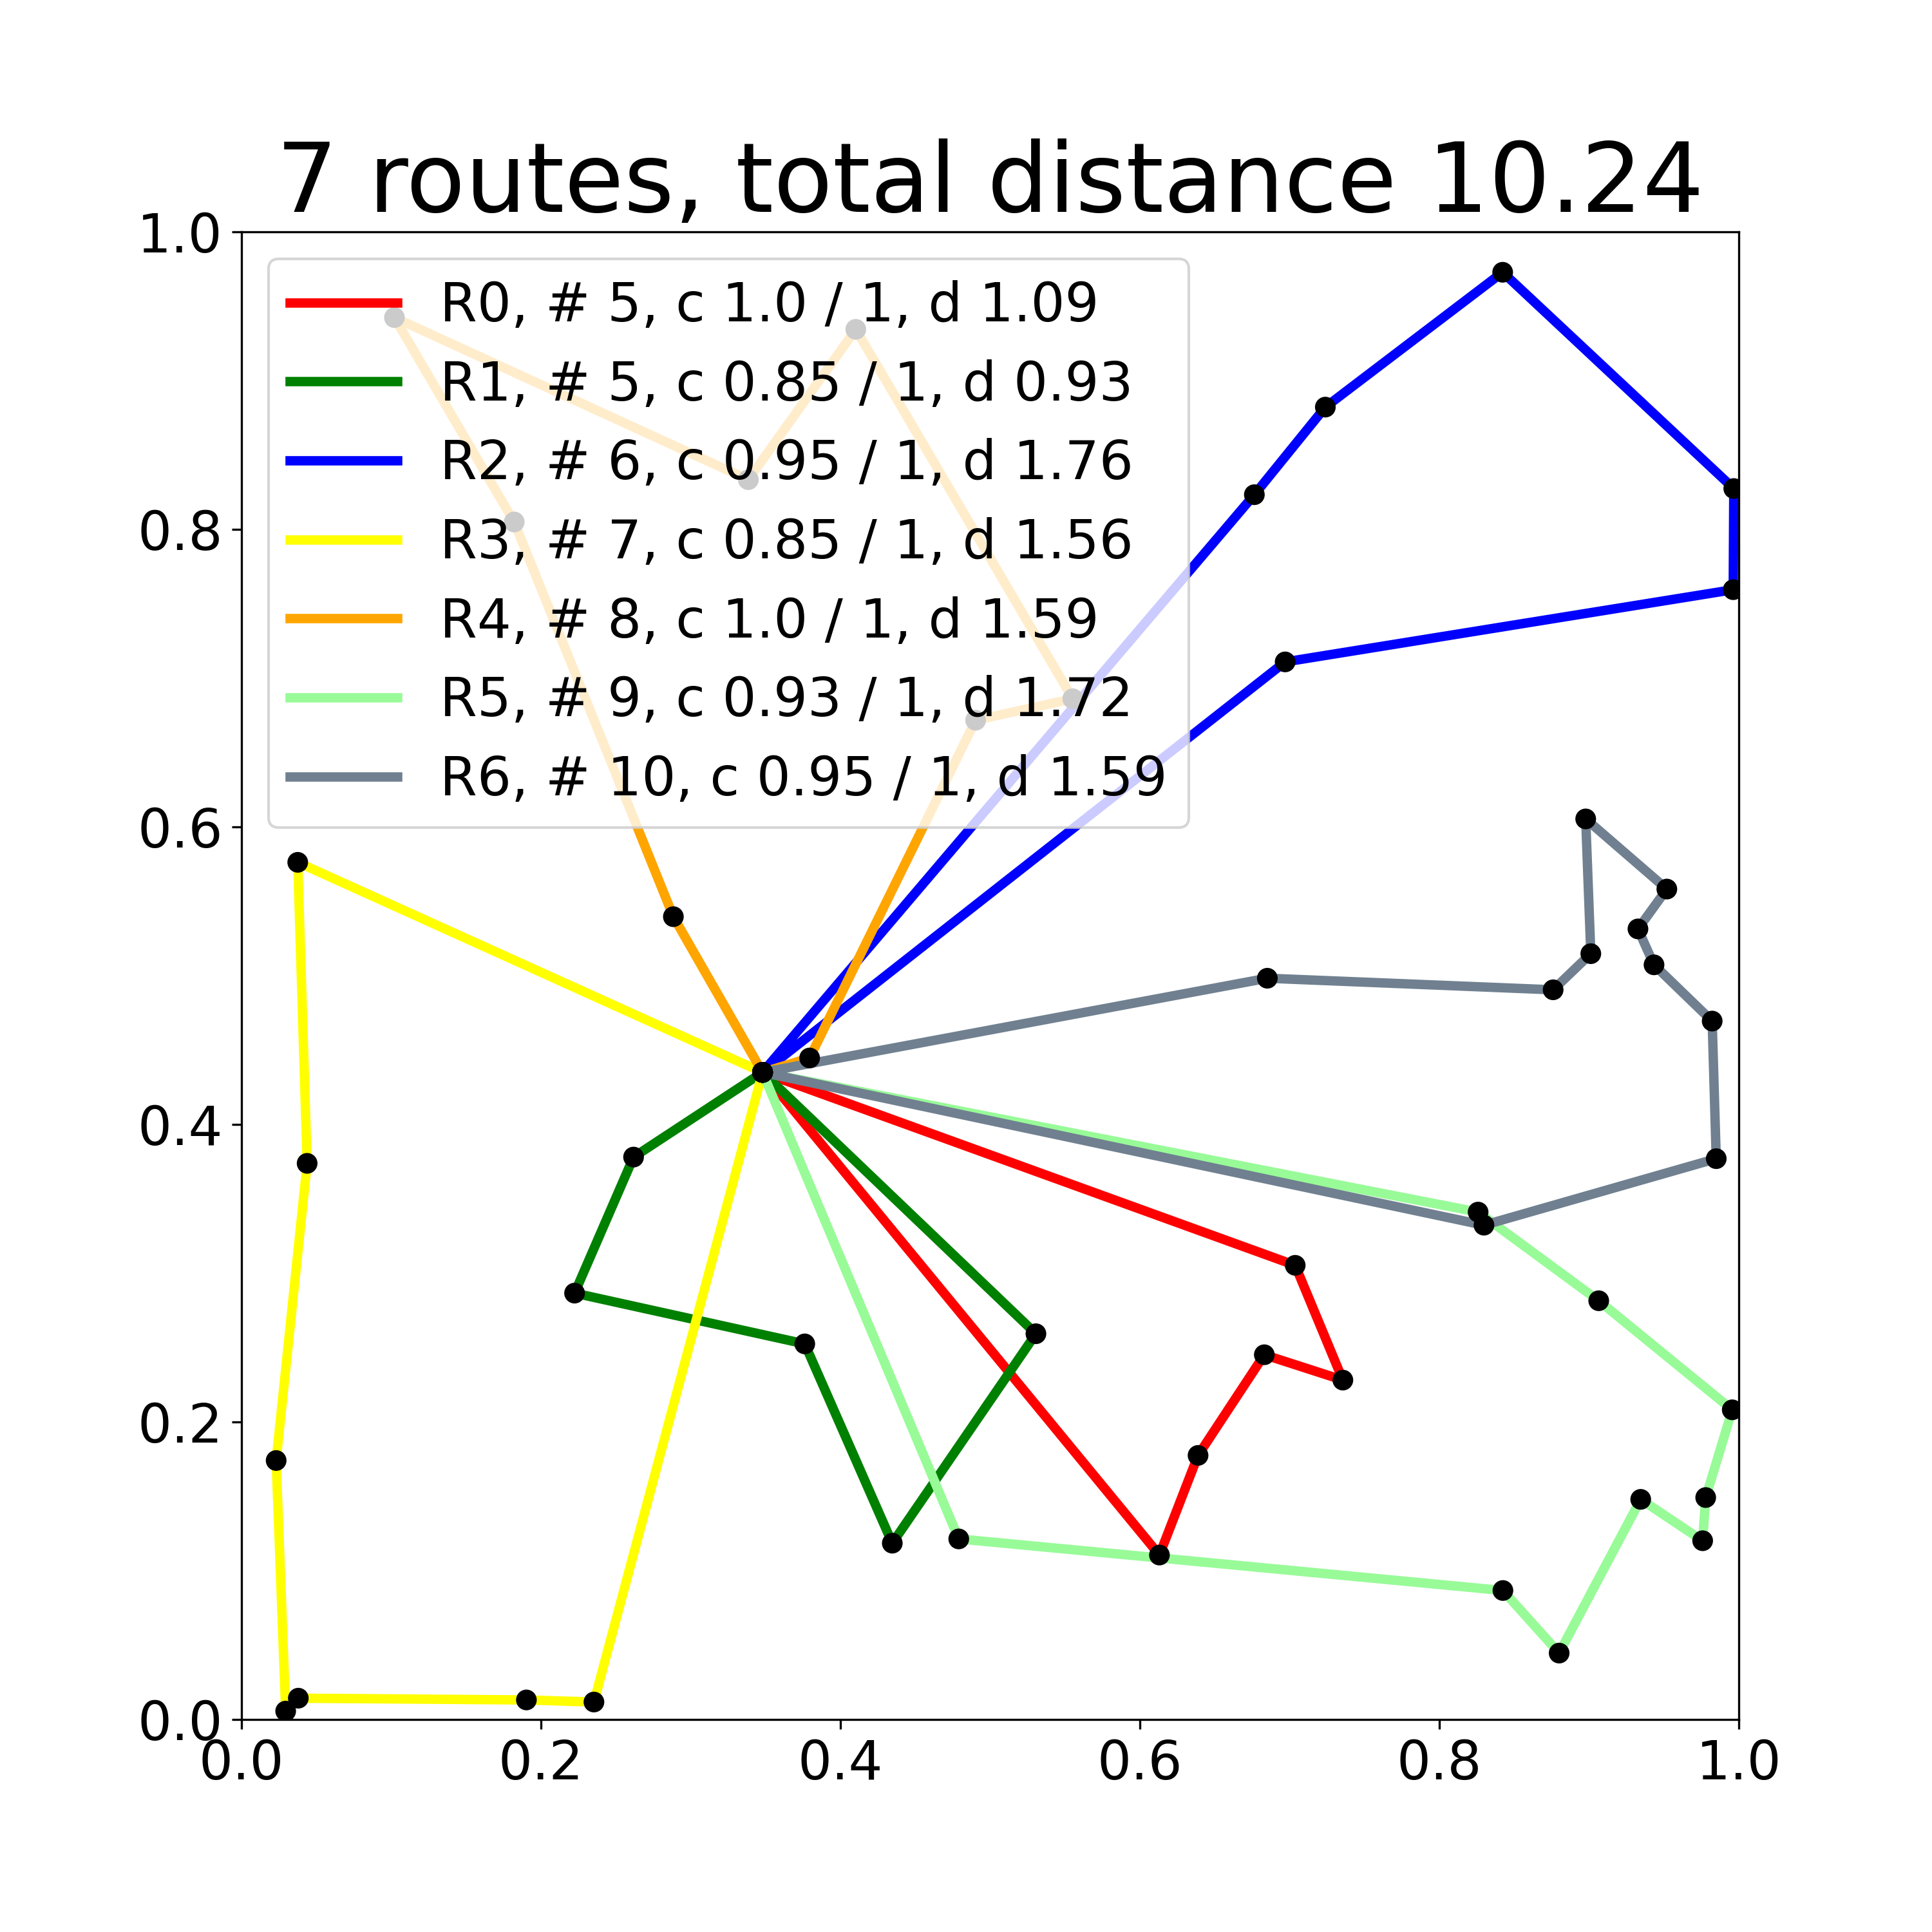 7 routes, total distance 10.24
1.0
0.8
0.6
0.4
0.2
0.0
R0, # 5, c 1.0 / 1, d 1.09
R1, # 5, c 0.85 / 1, d 0.93
R2, # 6, c 0.95 / 1, d 1.76
R3, # 7, c 0.85 / 1, d 1.56
R4, # 8, c 1.0 / 1, d 1.59
R5, # 9, c 0.93 / 1, d 1.72
R6, # 10, c 0.95 / 1, d 1.59
0.0 0.2 0.4 0.6 0.8 1.0